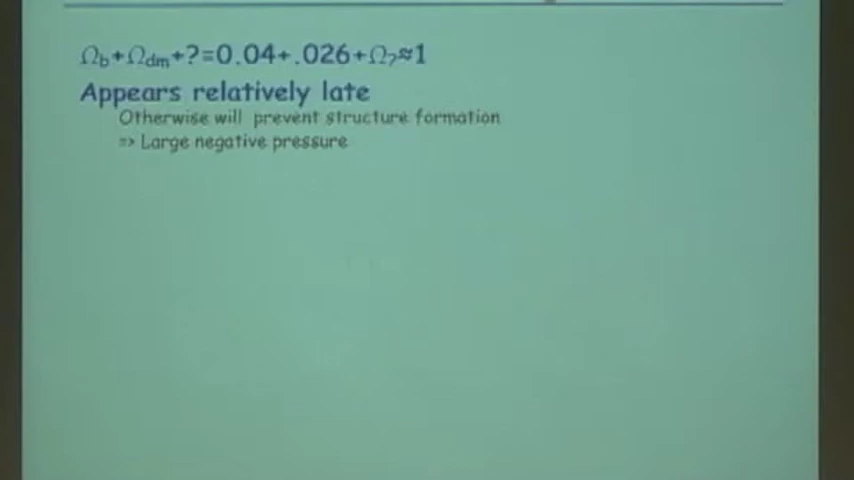 Ωb+Ωdm+?=0.04+.026+Ω?≈1
Appears relatively late
Otherwise will prevent structure formation
=> Large negative pressure